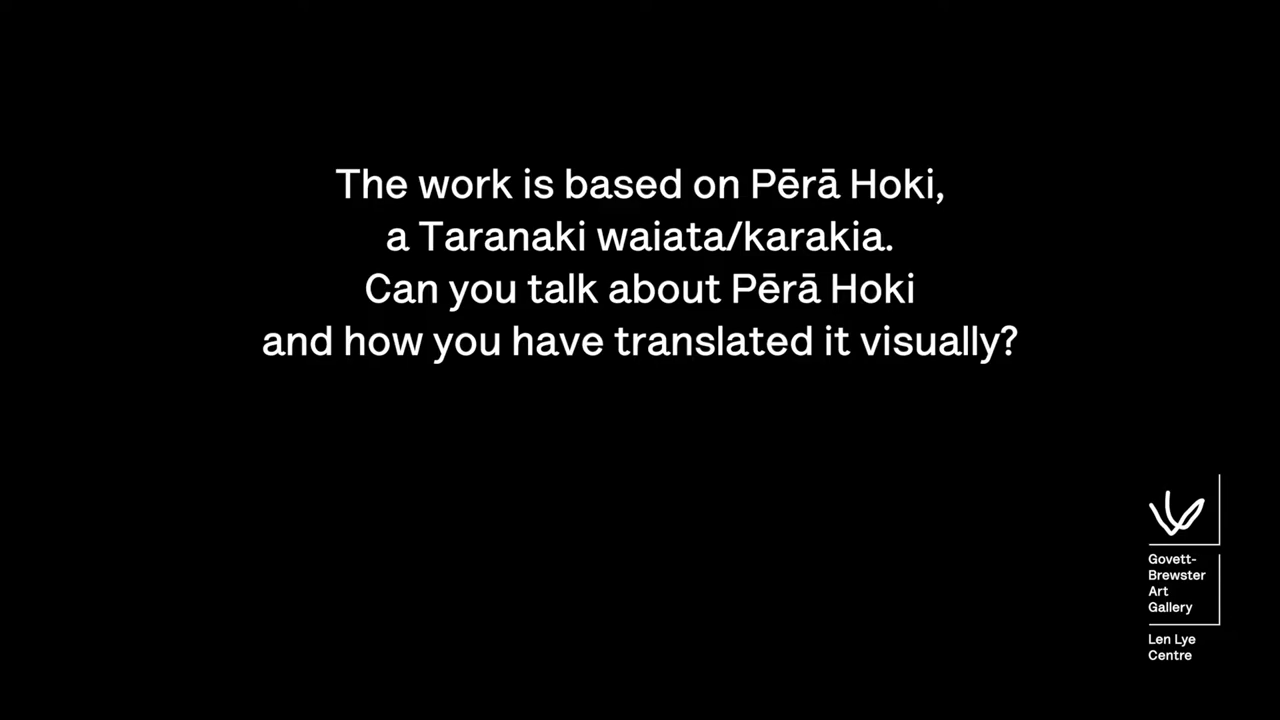 The work is based on Pērā Hoki,
a Taranaki waiata/karakia.
Can you talk about Pērā Hoki
and how you have translated it visually?
Govett-
Brewster
Art
Gallery
Len Lye
Centre